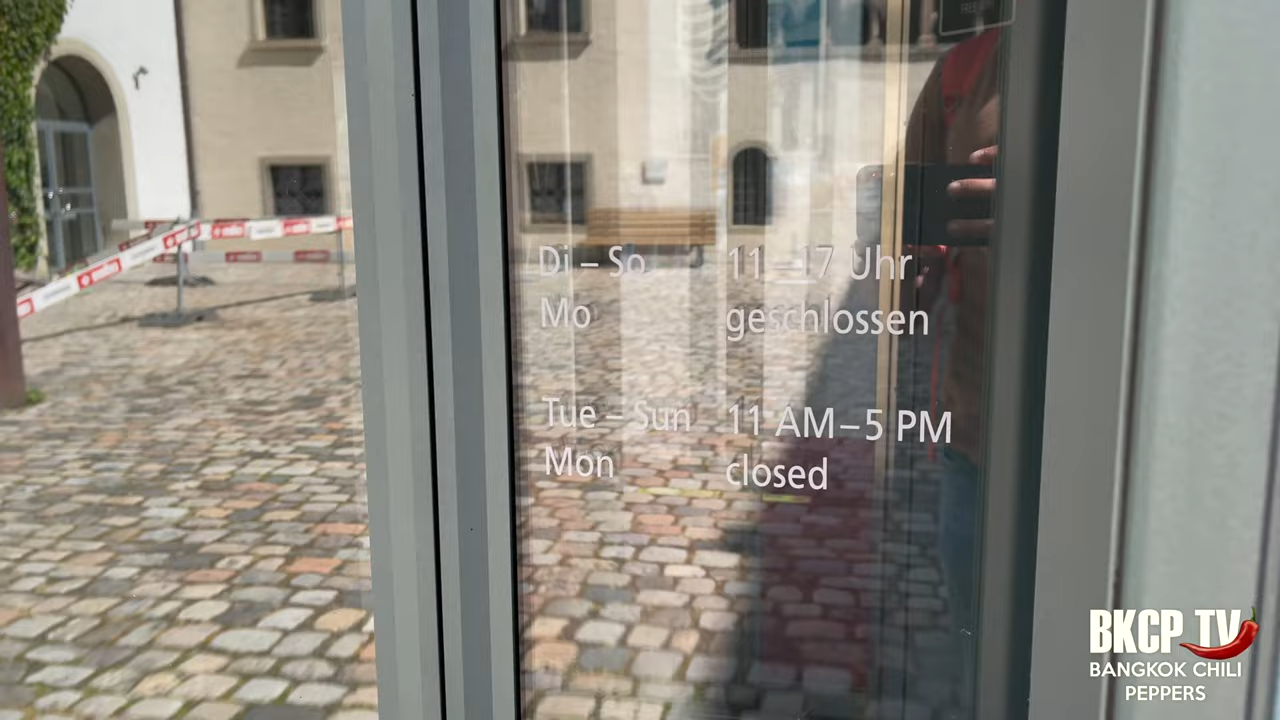 Di – So 11 – 17 Uhr
Mo geschlossen
Tue – Sun 11 AM – 5 PM
Mon closed
BKCP TV
BANGKOK CHILI
PEPPERS